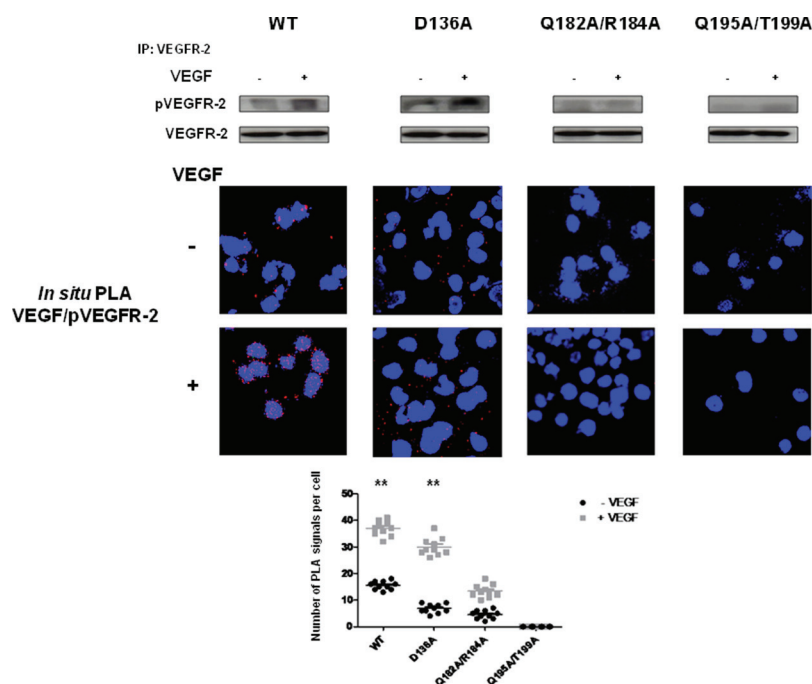 WT D136A Q182A/R184A Q195A/T199A
IP: VEGFR-2
VEGF - + - + - + - +
pVEGFR-2
VEGFR-2
VEGF
-
In situ PLA
VEGF/pVEGFR-2
+
** **
Number of PLA signals per cell
50
40
30
20
10
0
- VEGF
+ VEGF
WT
D136A
Q182A/R184A
Q195A/T199A